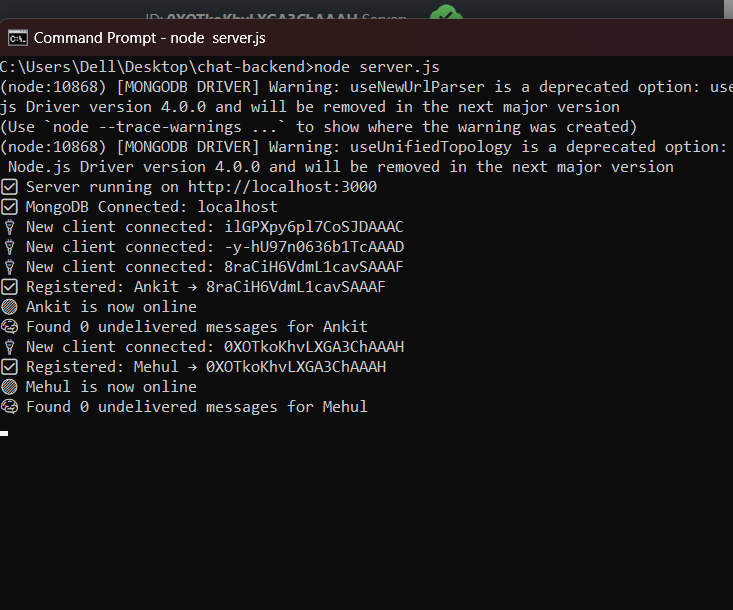 ID: 0XOTkoKhvLXGA3ChAAAH Server:
Command Prompt - node server.js
C:\Users\Dell\Desktop\chat-backend>node server.js
(node:10868) [MONGODB DRIVER] Warning: useNewUrlParser is a deprecated option: use
js Driver version 4.0.0 and will be removed in the next major version
(Use `node --trace-warnings ...` to show where the warning was created)
(node:10868) [MONGODB DRIVER] Warning: useUnifiedTopology is a deprecated option:
Node.js Driver version 4.0.0 and will be removed in the next major version
Server running on http://localhost:3000
MongoDB Connected: localhost
New client connected: ilGPXpy6pl7CoSJDAAAC
New client connected: -y-hU97n0636b1TcAAAD
New client connected: 8raCiH6VdmL1cavSAAAF
Registered: Ankit → 8raCiH6VdmL1cavSAAAF
Ankit is now online
Found 0 undelivered messages for Ankit
New client connected: 0XOTkoKhvLXGA3ChAAAH
Registered: Mehul → 0XOTkoKhvLXGA3ChAAAH
Mehul is now online
Found 0 undelivered messages for Mehul